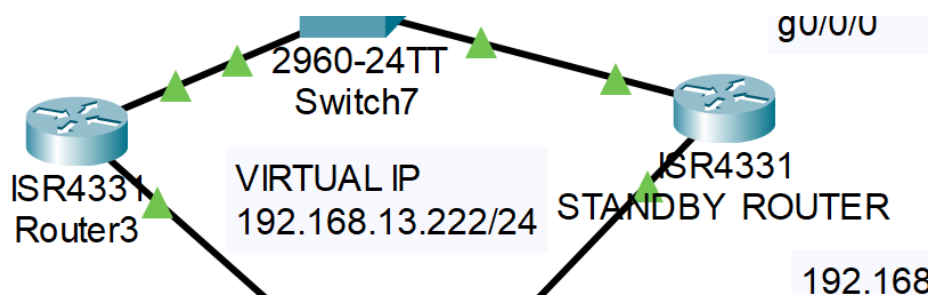 g0/0/0
2960-24TT
Switch7
ISR4331
Router3
VIRTUAL IP
192.168.13.222/24
ISR4331
STANDBY ROUTER
192.168